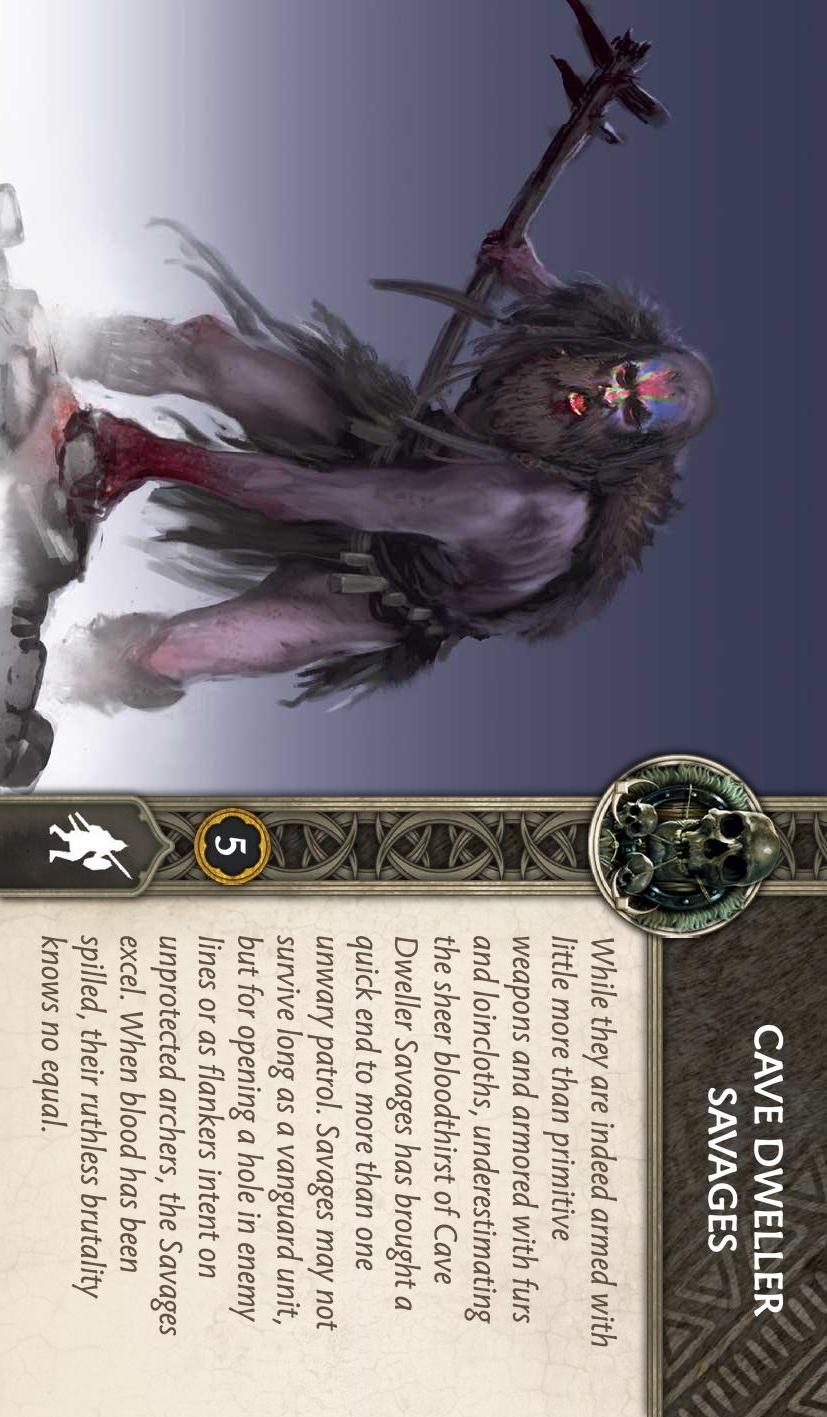 CAVE DWELLER
SAVAGES
5
While they are indeed armed with
little more than primitive
weapons and armored with furs
and loincloths, underestimating
the sheer bloodthirst of Cave
Dweller Savages has brought a
quick end to more than one
unwary patrol. Savages may not
survive long as a vanguard unit,
but for opening a hole in enemy
lines or as flankers intent on
unprotected archers, the Savages
excel. When blood has been
spilled, their ruthless brutality
knows no equal.